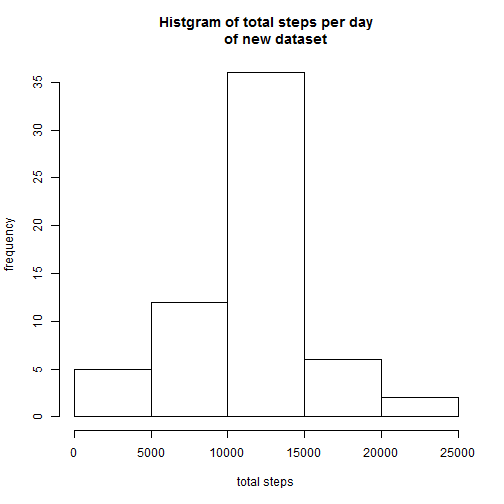 Histgram of total steps per day
of new dataset
frequency
35
30
25
20
15
10
5
0
0 5000 10000 15000 20000 25000
total steps